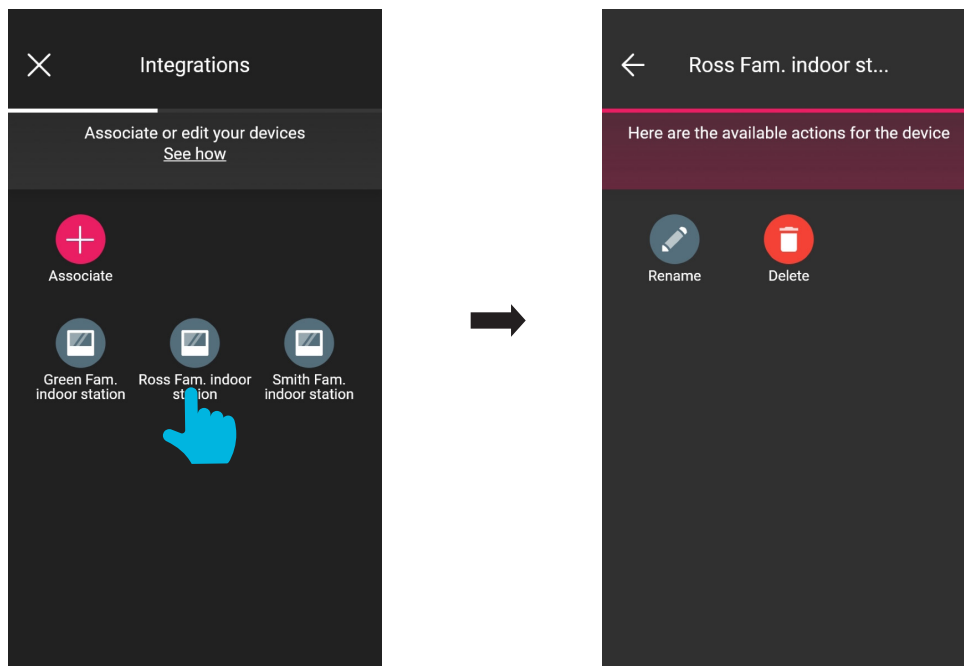 Integrations
Associate or edit your devices
See how
Associate
Green Fam.
indoor station
Ross Fam. indoor
station
Smith Fam.
indoor station
Ross Fam. indoor st...
Here are the available actions for the device
Rename
Delete